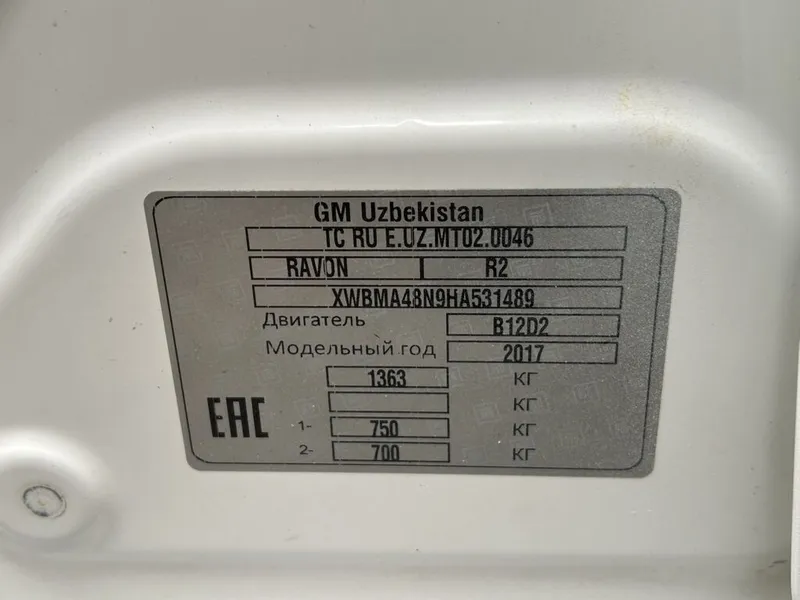 GM Uzbekistan
TC RU E.UZ.MT02.0046
RAVON R2
XWBMA48N9HA531489
Двигатель B12D2
Модельный год 2017
1363 КГ
КГ
1- 750 КГ
2- 700 КГ
EAC